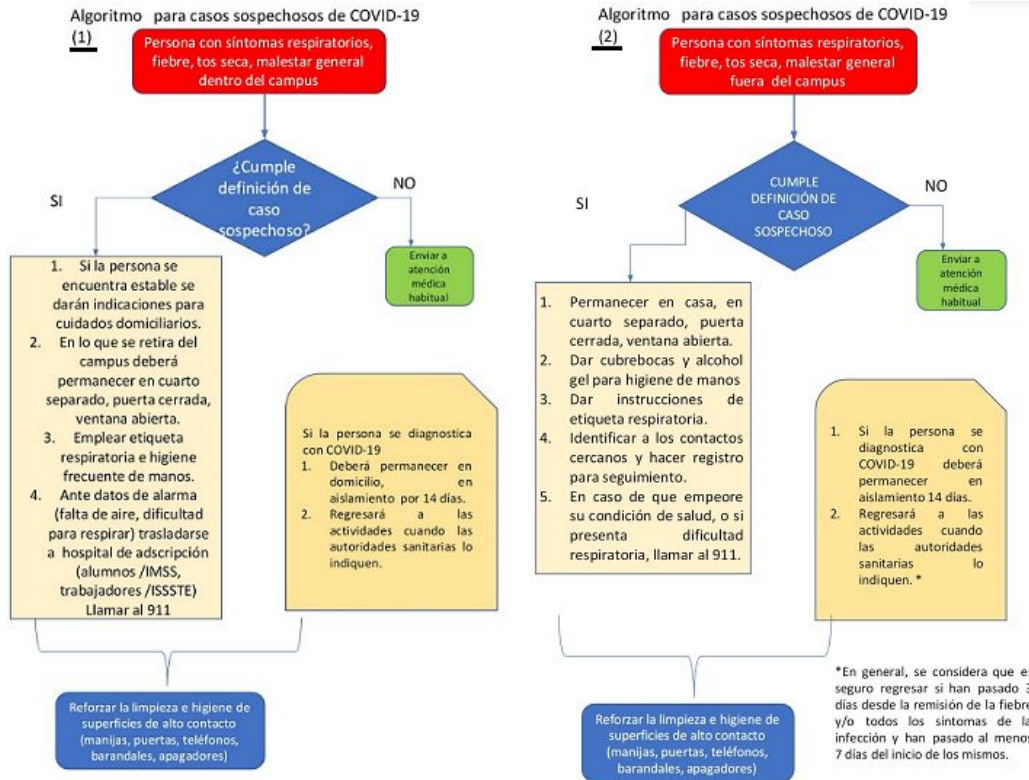 Algoritmo para casos sospechosos de COVID-19
(1)
Persona con síntomas respiratorios,
fiebre, tos seca, malestar general
dentro del campus
¿Cumple
definición de
caso
sospechoso?
SI
NO
Enviar a
atención
médica
habitual
1. Si la persona se
encuentra estable se
darán indicaciones para
cuidados domiciliarios.
2. En lo que se retira del
campus deberá
permanecer en cuarto
separado, puerta cerrada,
ventana abierta.
3. Emplear etiqueta
respiratoria e higiene
frecuente de manos.
4. Ante datos de alarma
(falta de aire, dificultad
para respirar) trasladarse
a hospital de adscripción
(alumnos /IMSS,
trabajadores /ISSSTE)
Llamar al 911
Si la persona se diagnostica
con COVID-19
1. Deberá permanecer en
domicilio, en
aislamiento por 14 días.
2. Regresará a las
actividades cuando las
autoridades sanitarias lo
indiquen.
Reforzar la limpieza e higiene de
superficies de alto contacto
(manijas, puertas, teléfonos,
barandales, apagadores)
Algoritmo para casos sospechosos de COVID-19
(2)
Persona con síntomas respiratorios,
fiebre, tos seca, malestar general
fuera del campus
CUMPLE
DEFINICIÓN DE
CASO
SOSPECHOSO
SI
NO
Enviar a
atención
médica
habitual
1. Permanecer en casa, en
cuarto separado, puerta
cerrada, ventana abierta.
2. Dar cubrebocas y alcohol
gel para higiene de manos
3. Dar instrucciones de
etiqueta respiratoria.
4. Identificar a los contactos
cercanos y hacer registro
para seguimiento.
5. En caso de que empeore
su condición de salud, o si
presenta dificultad
respiratoria, llamar al 911.
1. Si la persona se
diagnostica con
COVID-19 deberá
permanecer en
aislamiento 14 días.
2. Regresará a las
actividades cuando
las autoridades
sanitarias lo
indiquen. *
Reforzar la limpieza e higiene de
superficies de alto contacto
(manijas, puertas, teléfonos,
barandales, apagadores)
*En general, se considera que es
seguro regresar si han pasado 3
días desde la remisión de la fiebre
y/o todos los síntomas de la
infección y han pasado al menos
7 días del inicio de los mismos.